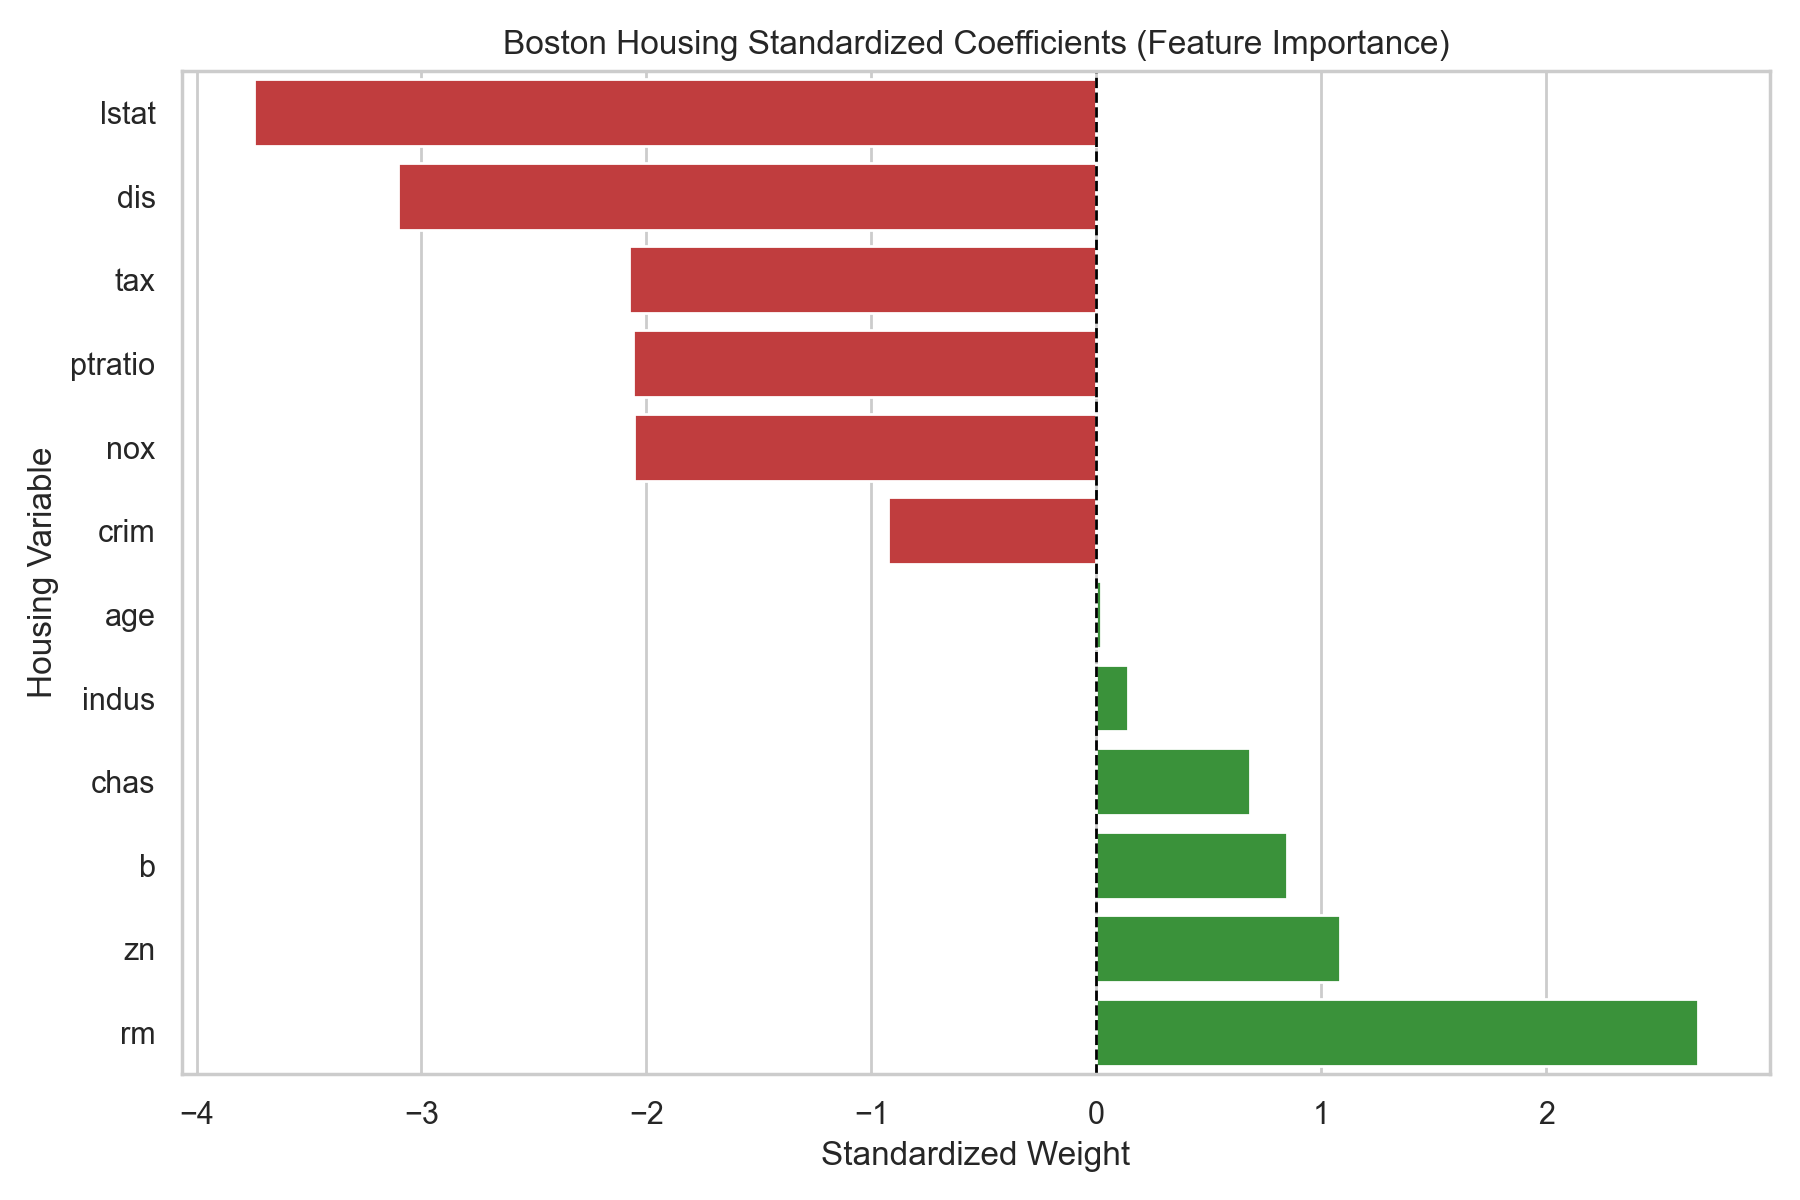 Boston Housing Standardized Coefficients (Feature Importance)
lstat
dis
tax
ptratio
nox
crim
age
indus
chas
b
zn
rm
Housing Variable
−4 −3 −2 −1 0 1 2
Standardized Weight